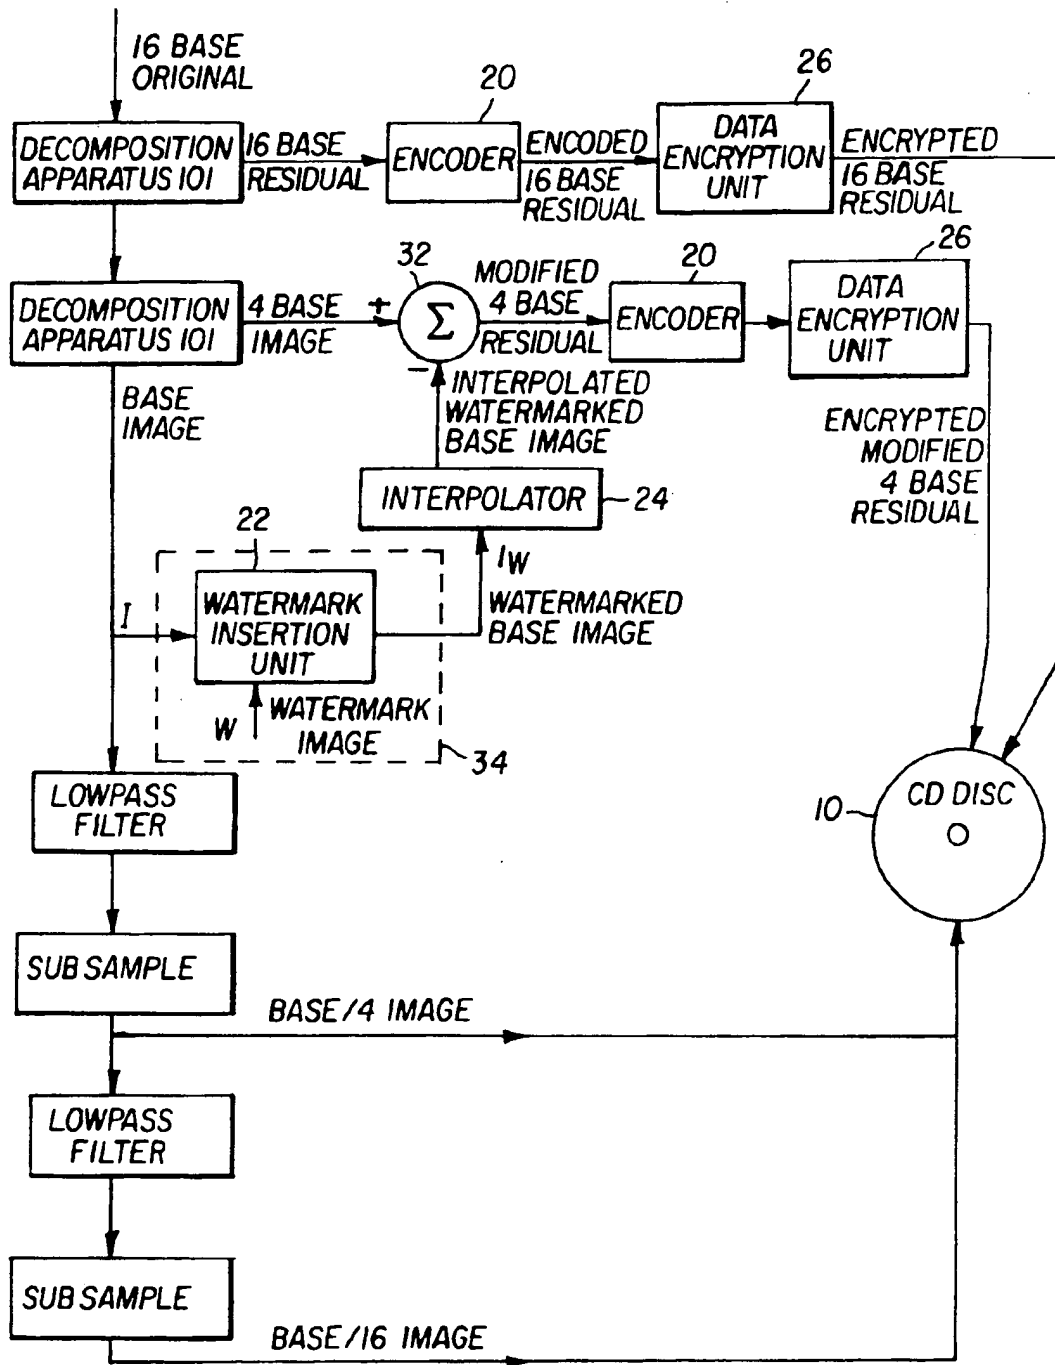 16 BASE
ORIGINAL
20
26
DECOMPOSITION
APPARATUS 101
16 BASE
RESIDUAL
ENCODER
ENCODED
16 BASE
RESIDUAL
DATA
ENCRYPTION
UNIT
ENCRYPTED
16 BASE
RESIDUAL
DECOMPOSITION
APPARATUS 101
4 BASE
IMAGE
+
32
Σ
-
MODIFIED
4 BASE
RESIDUAL
20
ENCODER
26
DATA
ENCRYPTION
UNIT
BASE
IMAGE
INTERPOLATED
WATERMARKED
BASE IMAGE
ENCRYPTED
MODIFIED
4 BASE
RESIDUAL
INTERPOLATOR
24
22
IW
WATERMARKED
BASE IMAGE
I
WATERMARK
INSERTION
UNIT
W
WATERMARK
IMAGE
34
LOWPASS
FILTER
10
CD DISC
SUB SAMPLE
BASE/4 IMAGE
LOWPASS
FILTER
SUB SAMPLE
BASE/16 IMAGE